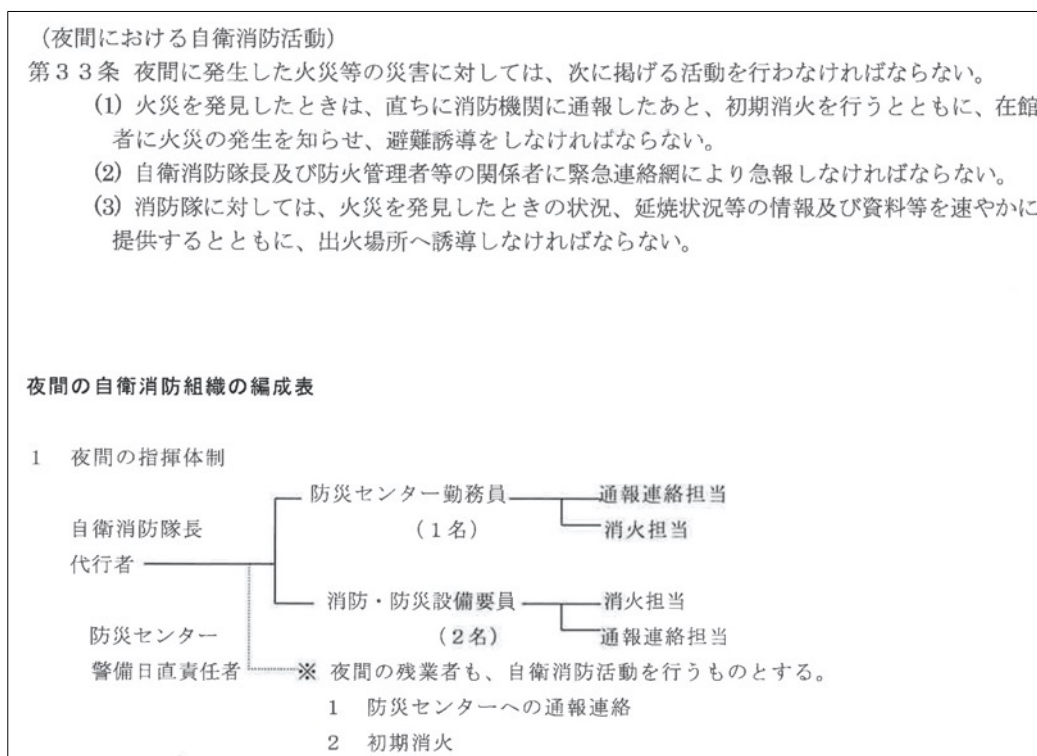 （夜間における自衛消防活動）
第３３条 夜間に発生した火災等の災害に対しては、次に掲げる活動を行わなければならない。
(1) 火災を発見したときは、直ちに消防機関に通報したあと、初期消火を行うとともに、在館
者に火災の発生を知らせ、避難誘導をしなければならない。
(2) 自衛消防隊長及び防火管理者等の関係者に緊急連絡網により急報しなければならない。
(3) 消防隊に対しては、火災を発見したときの状況、延焼状況等の情報及び資料等を速やかに
提供するとともに、出火場所へ誘導しなければならない。
夜間の自衛消防組織の編成表
1 夜間の指揮体制
防災センター勤務員 通報連絡担当
自衛消防隊長 （１名） 消火担当
代行者
消防・防災設備要員 消火担当
防災センター （２名） 通報連絡担当
警備日直責任者 ※ 夜間の残業者も、自衛消防活動を行うものとする。
1 防災センターへの通報連絡
2 初期消火